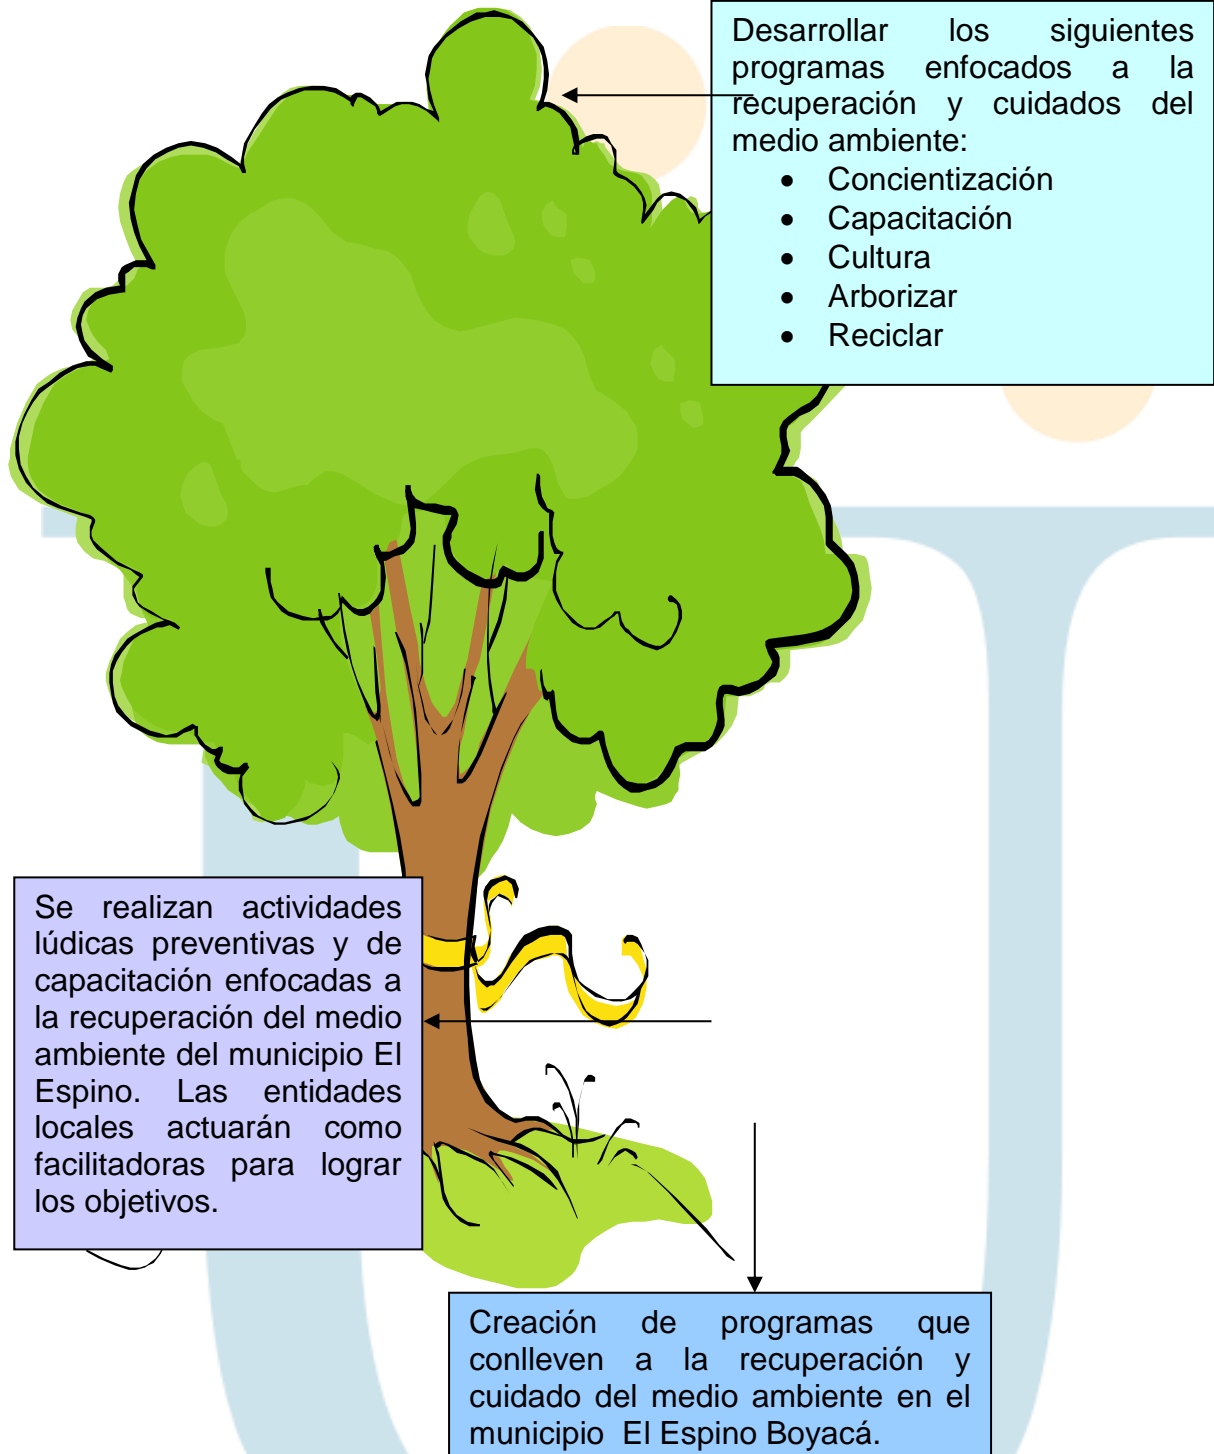 Desarrollar los siguientes
programas enfocados a la
recuperación y cuidados del
medio ambiente:
• Concientización
• Capacitación
• Cultura
• Arborizar
• Reciclar
Se realizan actividades
lúdicas preventivas y de
capacitación enfocadas a
la recuperación del medio
ambiente del municipio El
Espino. Las entidades
locales actuarán como
facilitadoras para lograr
los objetivos.
Creación de programas que
conlleven a la recuperación y
cuidado del medio ambiente en el
municipio El Espino Boyacá.